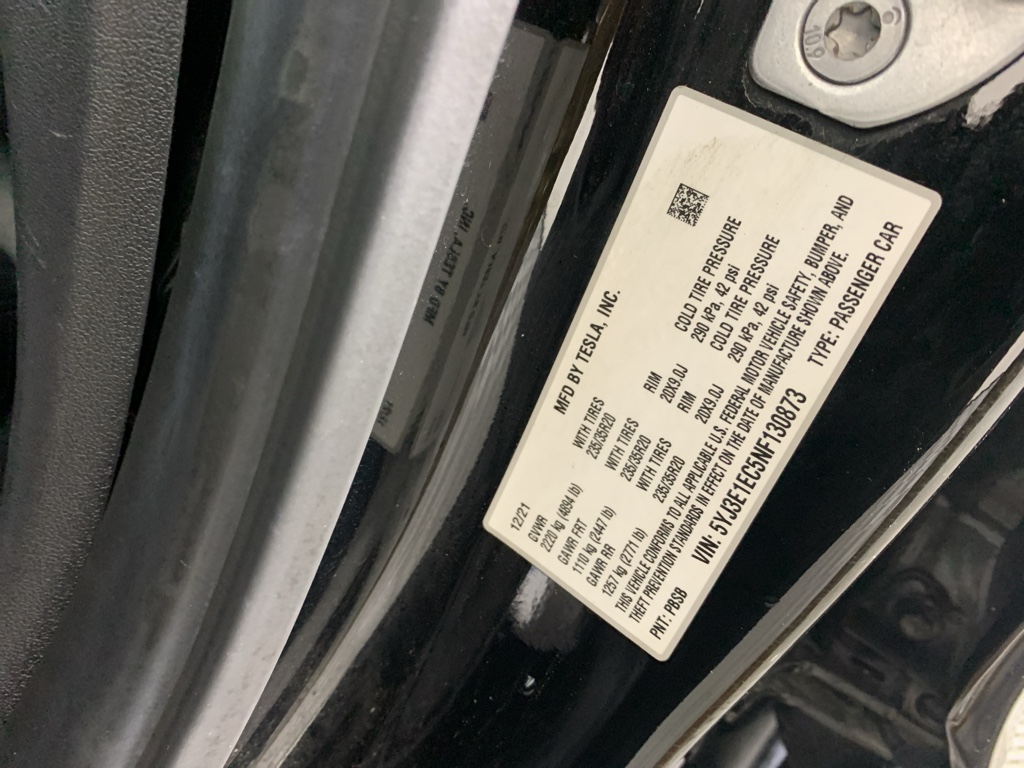 MFD BY TESLA, INC.
12/21
GVWR
2220 kg (4894 lb)
WITH TIRES
235/35R20
RIM
20X9.0J
COLD TIRE PRESSURE
290 kPa, 42 psi
GAWR FRT
1110 kg (2447 lb)
WITH TIRES
235/35R20
RIM
20X9.0J
COLD TIRE PRESSURE
290 kPa, 42 psi
GAWR RR
1257 kg (2771 lb)
WITH TIRES
235/35R20
THIS VEHICLE CONFORMS TO ALL APPLICABLE U.S. FEDERAL MOTOR VEHICLE SAFETY, BUMPER, AND
THEFT PREVENTION STANDARDS IN EFFECT ON THE DATE OF MANUFACTURE SHOWN ABOVE.
PNT: PBSB VIN: 5YJ3E1EC5NF130873 TYPE: PASSENGER CAR